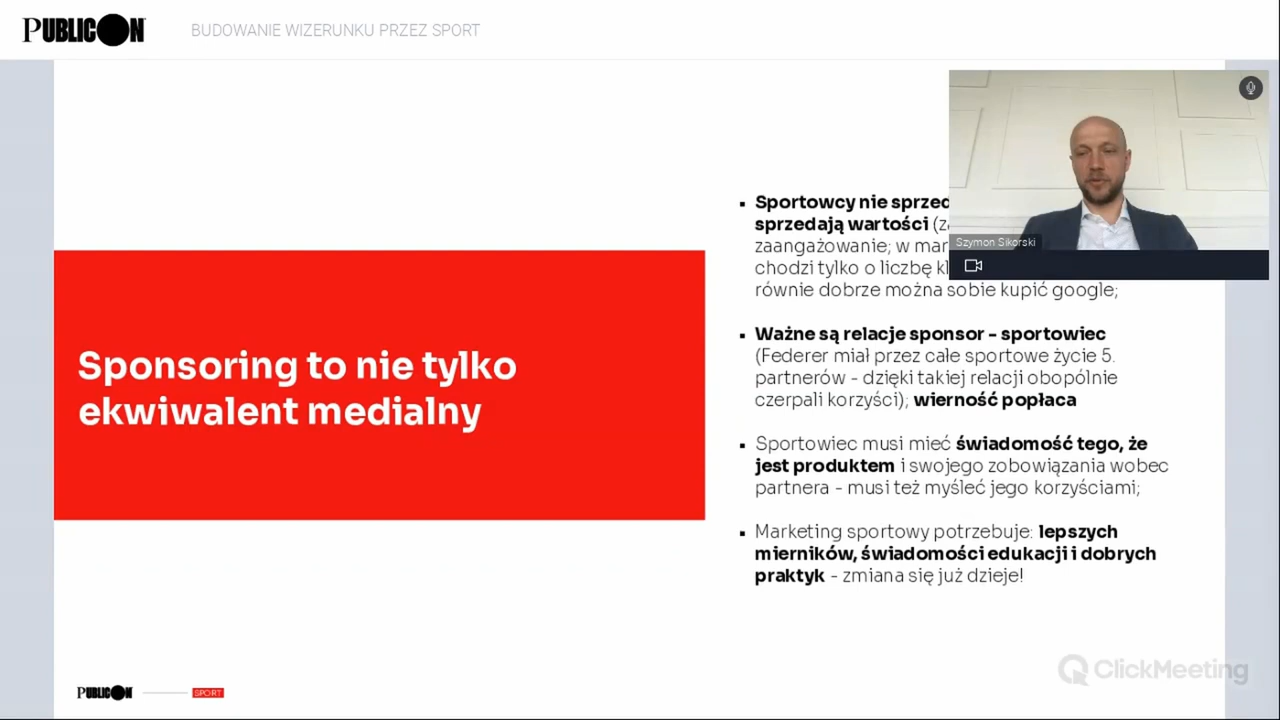 PUBLICON
BUDOWANIE WIZERUNKU PRZEZ SPORT
Szymon Sikorski
Sponsoring to nie tylko
ekwiwalent medialny
Sportowcy nie
sprzedają wartości
zaangażowanie; w
chodzi tylko o liczbę
równie dobrze można sobie kupić google;
Ważne są relacje sponsor - sportowiec
(Federer miał przez całe sportowe życie 5.
partnerów - dzięki takiej relacji obopólnie
czerpali korzyści); wierność popłaca
Sportowiec musi mieć świadomość tego, że
jest produktem i swojego zobowiązania wobec
partnera - musi też myśleć jego korzyściami;
Marketing sportowy potrzebuje: lepszych
mierników, świadomości edukacji i dobrych
praktyk - zmiana się już dzieje!
PUBLICON
SPORT
ClickMeeting